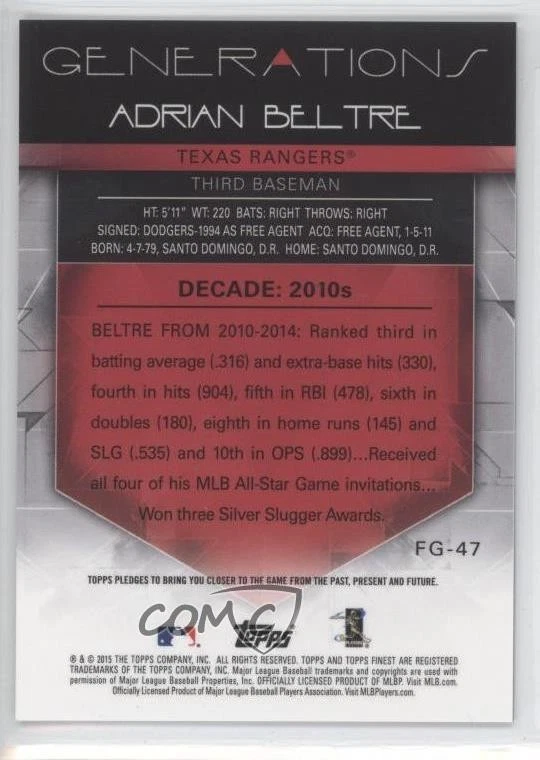 GENERATIONS
ADRIAN BELTRE
TEXAS RANGERS®
THIRD BASEMAN
HT: 5'11" WT: 220 BATS: RIGHT THROWS: RIGHT
SIGNED: DODGERS-1994 AS FREE AGENT ACQ: FREE AGENT, 1-5-11
BORN: 4-7-79, SANTO DOMINGO, D.R. HOME: SANTO DOMINGO, D.R.
DECADE: 2010s
BELTRE FROM 2010-2014: Ranked third in
batting average (.316) and extra-base hits (330),
fourth in hits (904), fifth in RBI (478), sixth in
doubles (180), eighth in home runs (145) and
SLG (.535) and 10th in OPS (.899)...Received
all four of his MLB All-Star Game invitations...
Won three Silver Slugger Awards.
FG-47
TOPPS PLEDGES TO BRING YOU CLOSER TO THE GAME FROM THE PAST, PRESENT AND FUTURE.
COMC
topps
® & © 2015 THE TOPPS COMPANY, INC. ALL RIGHTS RESERVED. TOPPS AND TOPPS FINEST ARE REGISTERED
TRADEMARKS OF THE TOPPS COMPANY, INC. Major League Baseball trademarks and copyrights are used with
permission of Major League Baseball Properties, Inc. OFFICIALLY LICENSED PRODUCT OF MLBP. Visit MLB.com.
Officially Licensed Product of Major League Baseball Players Association. Visit MLBPlayers.com.